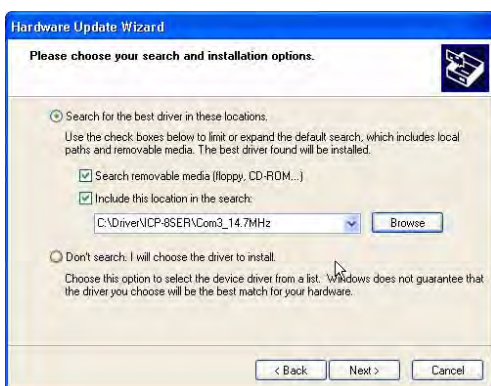 Hardware Update Wizard
Please choose your search and installation options.
Search for the best driver in these locations.
Use the check boxes below to limit or expand the default search, which includes local
paths and removable media. The best driver found will be installed.
Search removable media (floppy, CD-ROM...)
Include this location in the search:
C:\Driver\ICP-8SER\Com3_14.7MHz
Browse
Don't search. I will choose the driver to install.
Choose this option to select the device driver from a list. Windows does not guarantee that
the driver you choose will be the best match for your hardware.
< Back Next > Cancel